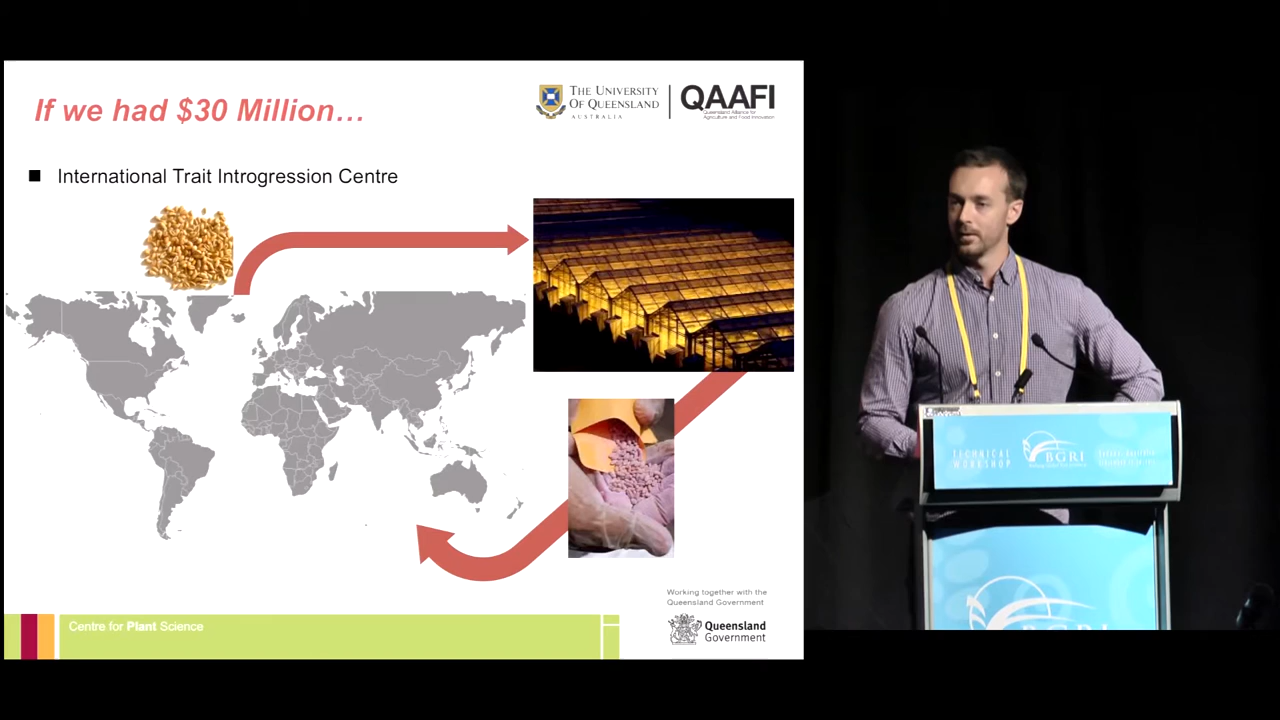 If we had $30 Million…
THE UNIVERSITY
OF QUEENSLAND
AUSTRALIA
QAAFI
Queensland Alliance for
Agriculture and Food Innovation
■ International Trait Introgression Centre
Working together with the
Queensland Government
Queensland
Government
Centre for Plant Science
TECHNICAL
WORKSHOP
BGRI
BGRI